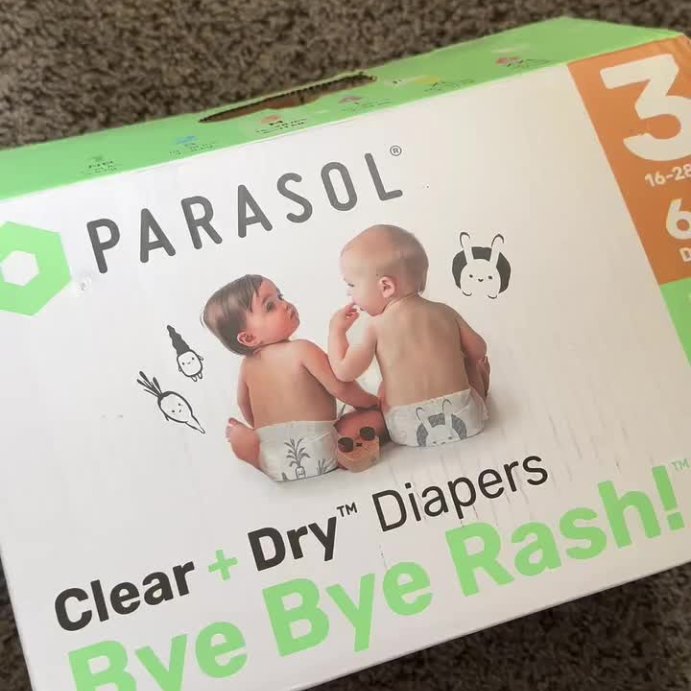 PARASOL®
3
16-28
6
D
Clear + Dry™ Diapers
Bye Bye Rash!™